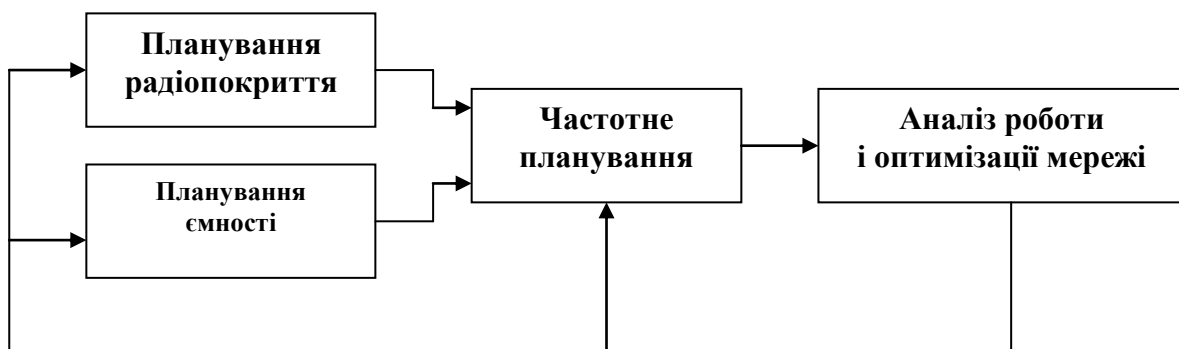 Планування
радіопокриття
Планування
ємності
Частотне
планування
Аналіз роботи
і оптимізації мережі